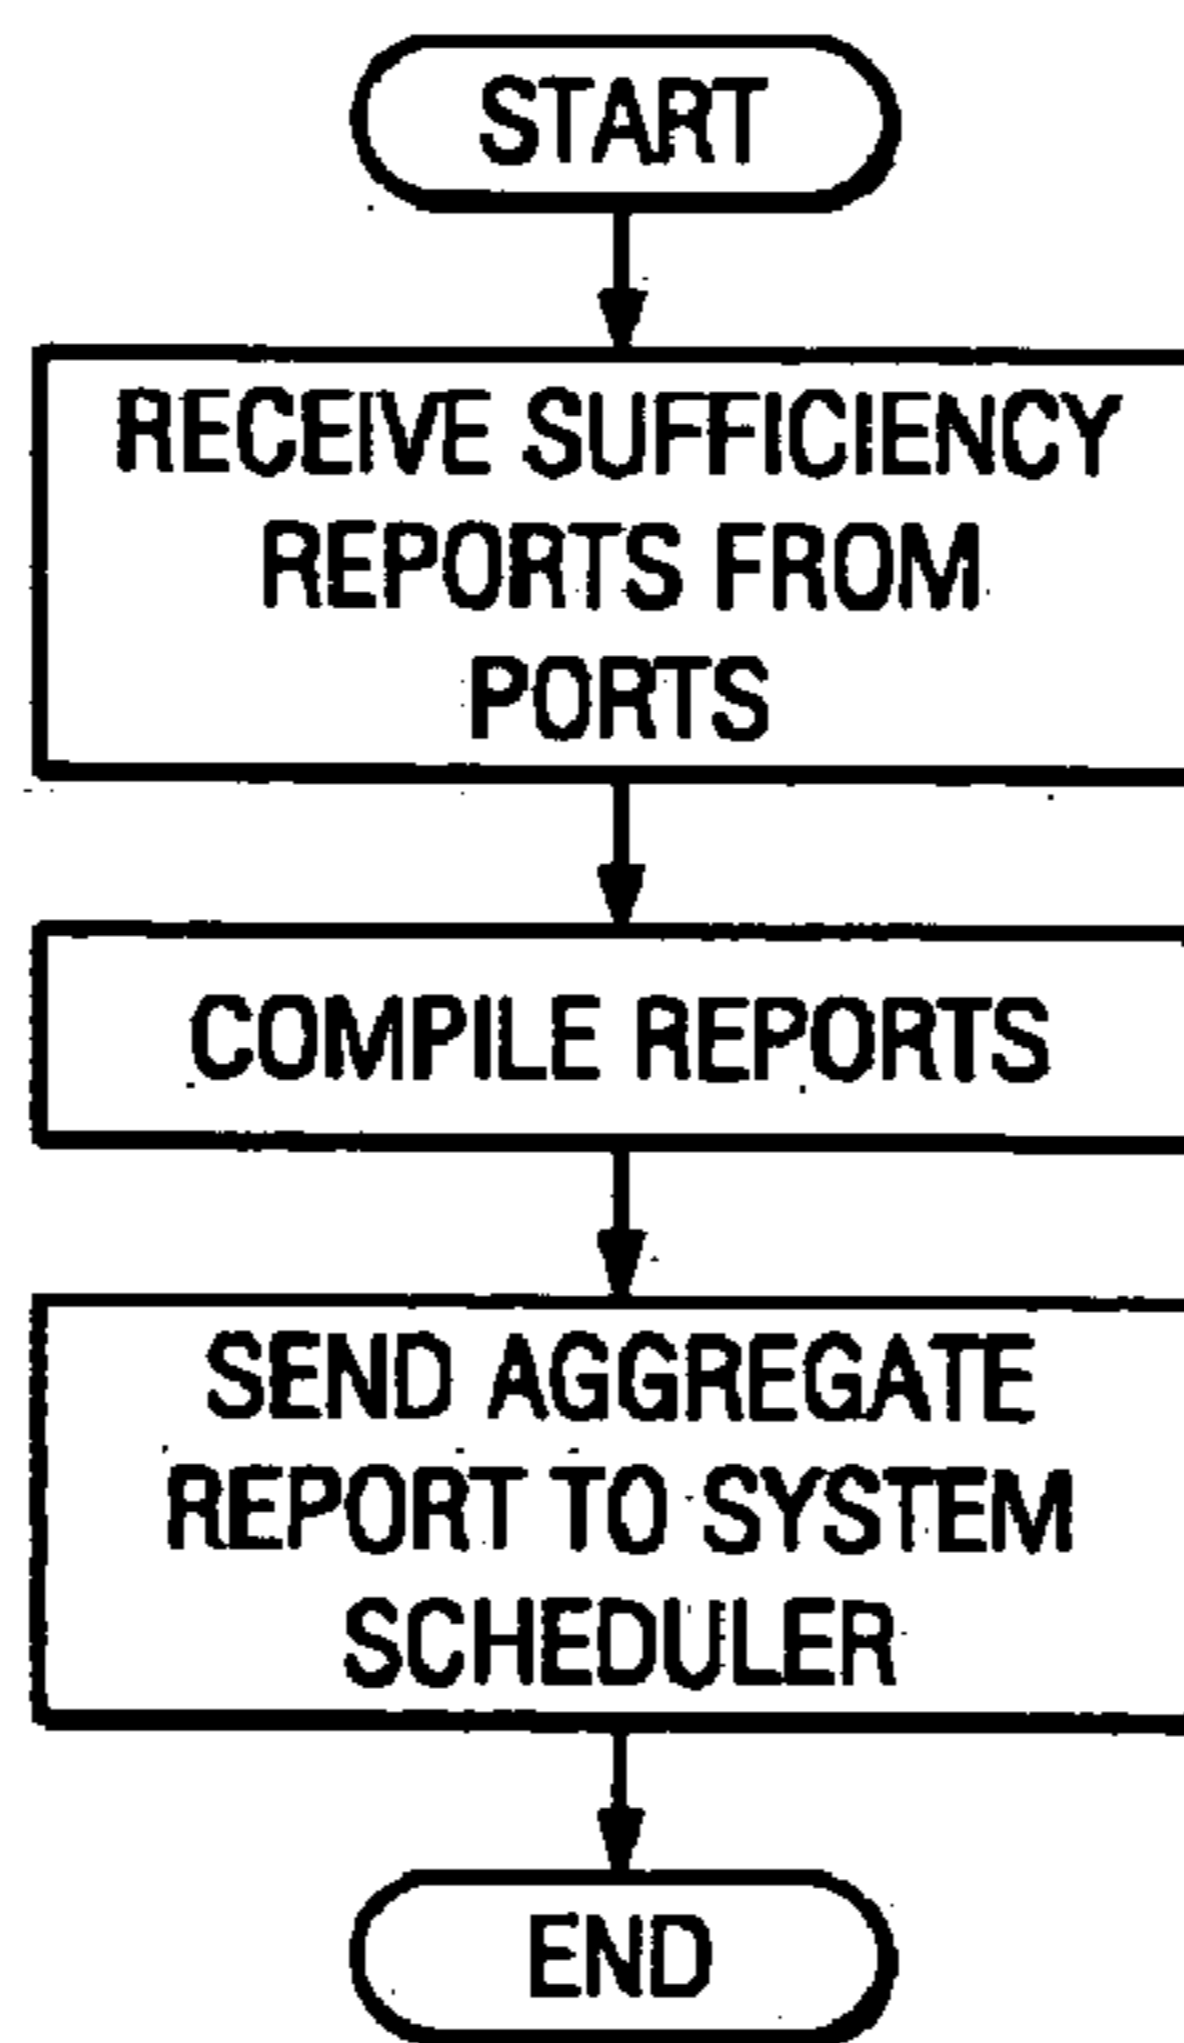 START
RECEIVE SUFFICIENCY
REPORTS FROM
PORTS
COMPILE REPORTS
SEND AGGREGATE
REPORT TO SYSTEM
SCHEDULER
END